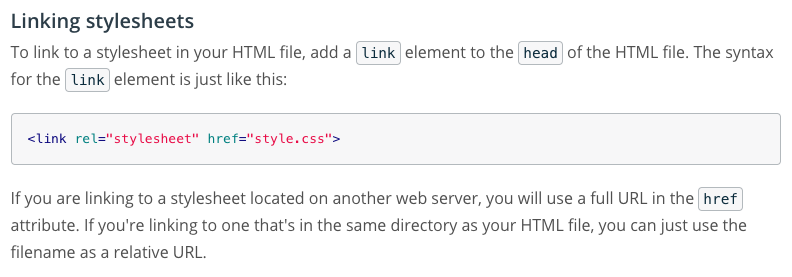 Linking stylesheets
To link to a stylesheet in your HTML file, add a link element to the head of the HTML file. The syntax
for the link element is just like this:
<link rel="stylesheet" href="style.css">
If you are linking to a stylesheet located on another web server, you will use a full URL in the href
attribute. If you're linking to one that's in the same directory as your HTML file, you can just use the
filename as a relative URL.